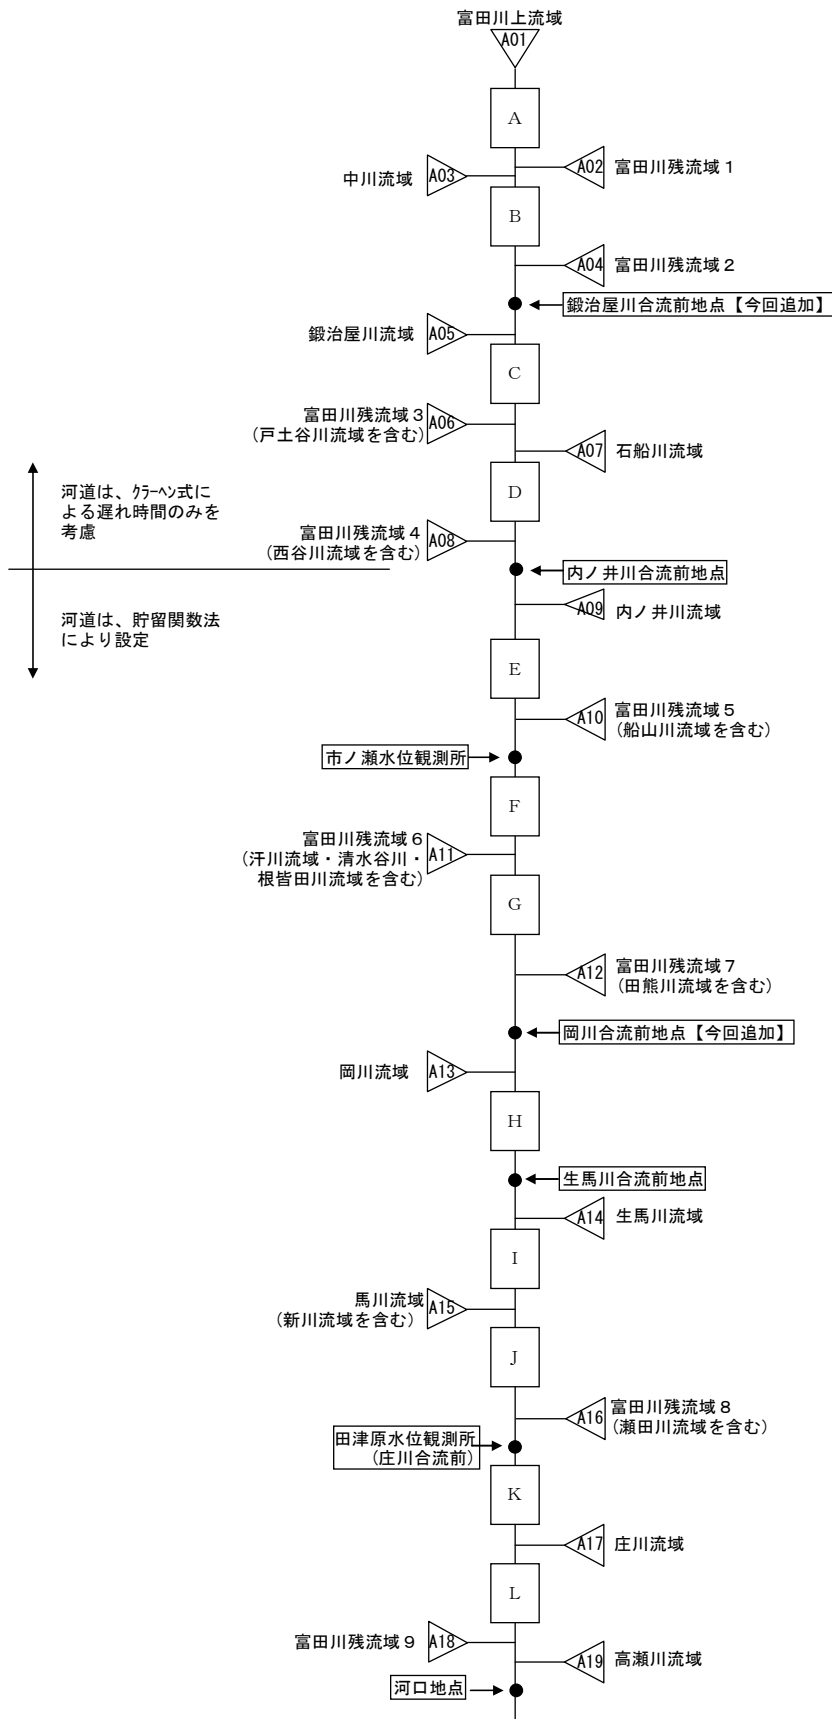 富田川上流域
A01
A
A02
富田川残流域1
中川流域
A03
B
A04
富田川残流域2
鍛治屋川合流前地点【今回追加】
鍛治屋川流域
A05
C
富田川残流域3
(戸土谷川流域を含む)
A06
A07
石船川流域
河道は、クラーヘン式に
よる遅れ時間のみを
考慮
D
富田川残流域4
(西谷川流域を含む)
A08
内ノ井川合流前地点
河道は、貯留関数法
により設定
A09
内ノ井川流域
E
A10
富田川残流域5
(船山川流域を含む)
市ノ瀬水位観測所
F
富田川残流域6
(汗川流域・清水谷川・
根皆田川流域を含む)
A11
G
A12
富田川残流域7
(田熊川流域を含む)
岡川合流前地点【今回追加】
岡川流域
A13
H
生馬川合流前地点
A14
生馬川流域
I
馬川流域
(新川流域を含む)
A15
J
A16
富田川残流域8
(瀬田川流域を含む)
田津原水位観測所
(庄川合流前)
K
A17
庄川流域
L
富田川残流域9
A18
A19
高瀬川流域
河口地点